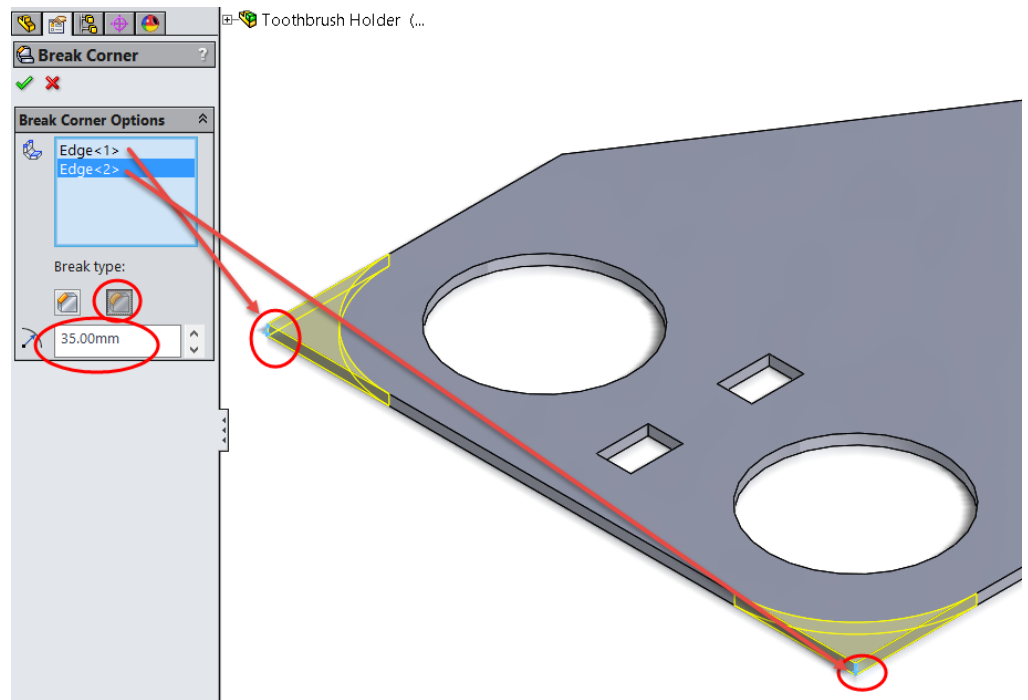 Toothbrush Holder (...
Break Corner
?
Break Corner Options
Edge<1>
Edge<2>
Break type:
35.00mm